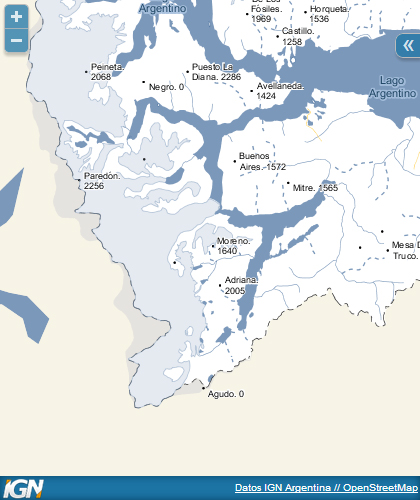 Argentino
De Los
Fósiles.
1969
Horqueta.
1536
Castillo.
1258
+
−
«
Peineta.
2068
Puesto La
Diana. 2286
Negro. 0
Avellaneda.
1424
Lago
Argentino
Buenos
Aires. 1572
Paredón.
2256
Mitre. 1565
Moreno.
1640
Mesa D
Truco.
Adriana.
2005
Agudo. 0
IGN
Datos IGN Argentina // OpenStreetMap